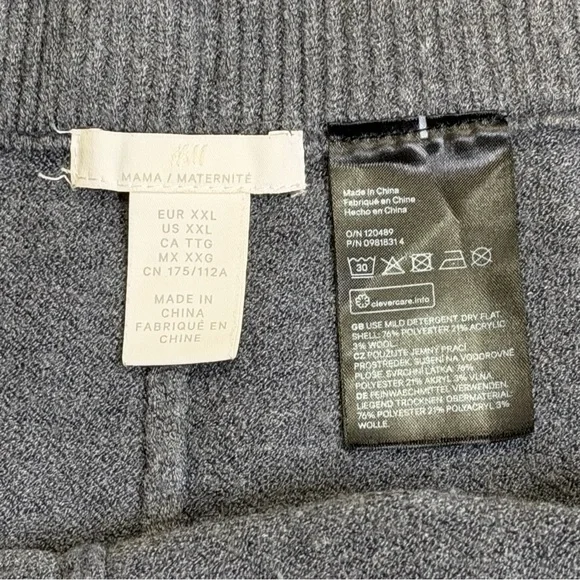 H&M
MAMA / MATERNITÉ
EUR XXL
US XXL
CA TTG
MX XXG
CN 175/112A
MADE IN
CHINA
FABRIQUÉ EN
CHINE
Made in China
Fabriqué en Chine
Hecho en China
O/N 120489
P/N 0981831 4
30
clevercare.info
GB USE MILD DETERGENT. DRY FLAT.
SHELL: 76% POLYESTER 21% ACRYLIC
3% WOOL
CZ POUŽIJTE JEMNÝ PRACÍ
PROSTŘEDEK. SUŠENÍ NA VODOROVNÉ
PLOŠE. SVRCHNÍ LÁTKA: 76%
POLYESTER 21% AKRYL 3% VLNA
DE FEINWASCHMITTEL VERWENDEN.
LIEGEND TROCKNEN. OBERMATERIAL:
76% POLYESTER 21% POLYACRYL 3%
WOLLE